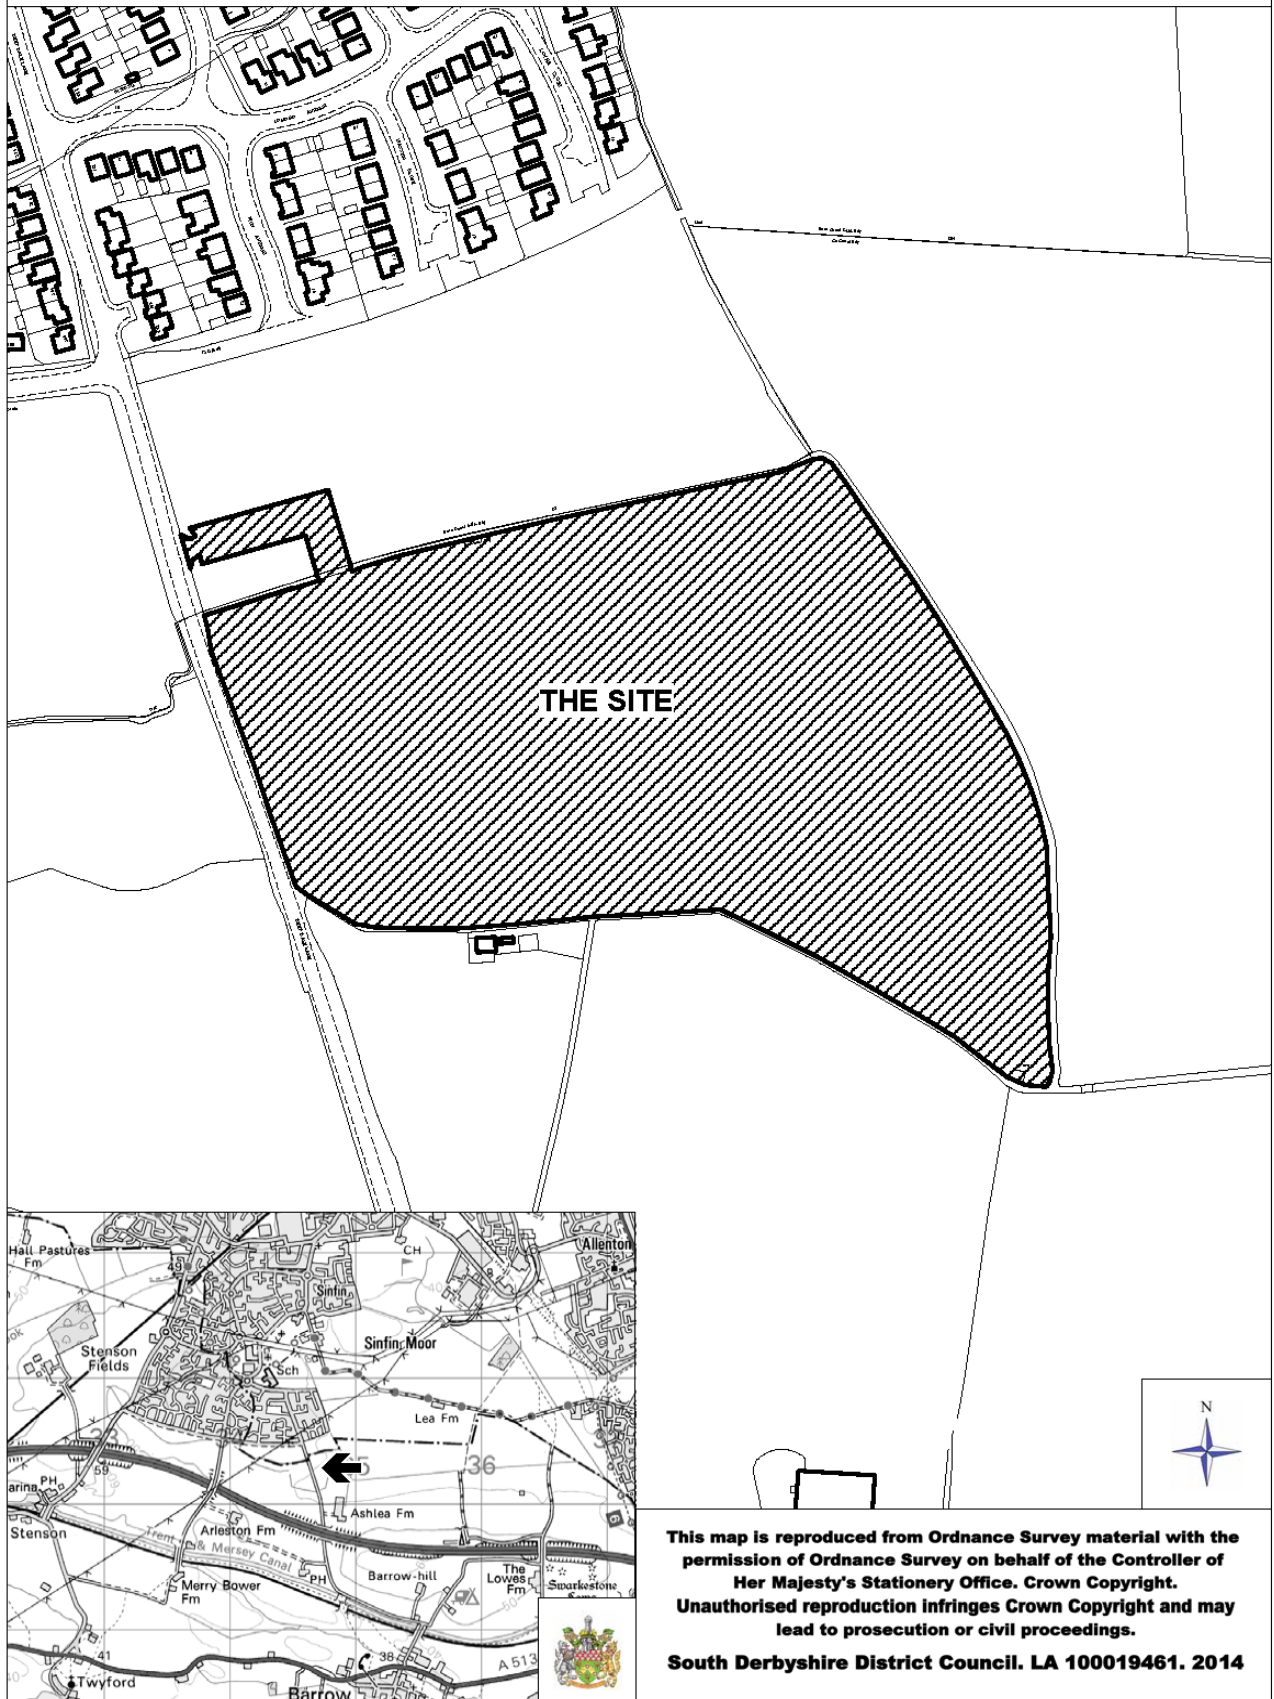 THE SITE
Hall Pastures
Fm
49
CH
Allenton
Sinfin
Sinfin Moor
Stenson
Fields
Sch
Lea Fm
36
59
PH
arina
Stenson
Ashlea Fm
Arleston Fm
Trent
& Mersey Canal
PH
Barrow-hill
The
Lowes
Fm
Swarkestone
Lows
Merry Bower
Fm
50
41
Twyford
38
A 513
Barrow
N
This map is reproduced from Ordnance Survey material with the
permission of Ordnance Survey on behalf of the Controller of
Her Majesty's Stationery Office. Crown Copyright.
Unauthorised reproduction infringes Crown Copyright and may
lead to prosecution or civil proceedings.
South Derbyshire District Council. LA 100019461. 2014